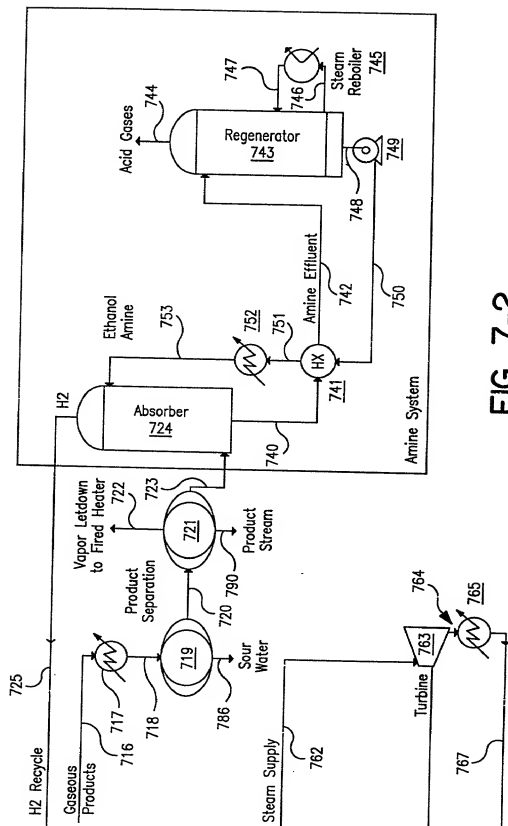 H2 Recycle
725
H2
Gaseous
Products
716
717
718
719
Sour
Water
786
Product
Separation
720
721
Vapor Letdown
to Fired Heater
722
723
Product
Stream
790
Absorber
724
740
Ethanol
Amine
753
752
751
HX
741
Amine Effluent
742
Acid Gases
744
Regenerator
743
747
746
Steam
Reboiler
745
748
749
750
Amine System
Steam Supply
762
Turbine
763
764
765
767
FIG. 7-2